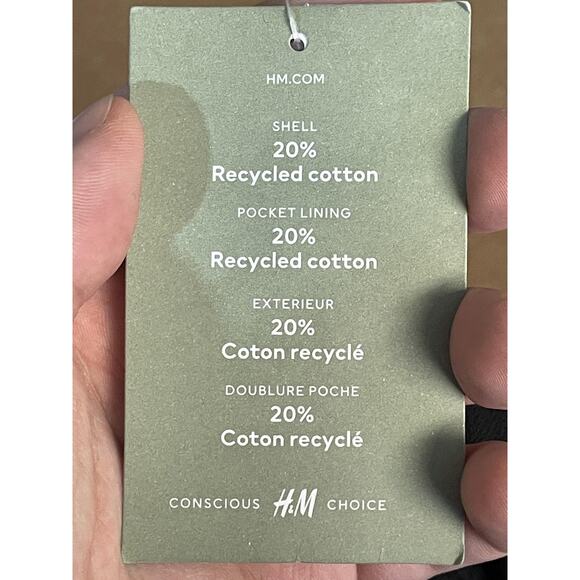 HM.COM
SHELL
20%
Recycled cotton
POCKET LINING
20%
Recycled cotton
EXTERIEUR
20%
Coton recyclé
DOUBLURE POCHE
20%
Coton recyclé
CONSCIOUS H&M CHOICE